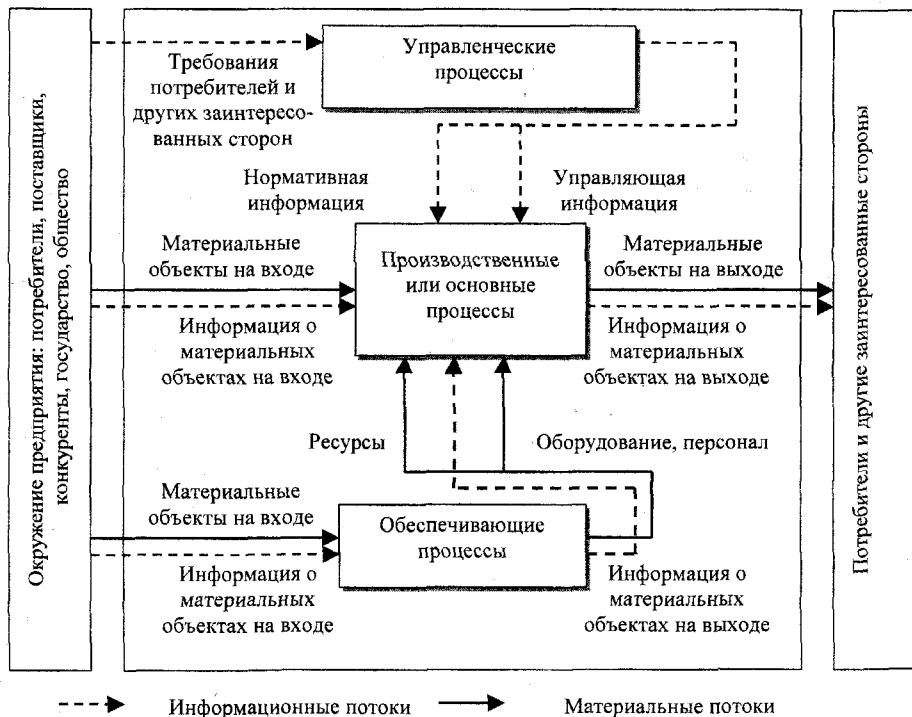 Окружение предприятия: потребители, поставщики,
конкуренты, государство, общество
Управленческие
процессы
Требования
потребителей и
других заинтересо-
ванных сторон
Нормативная
информация
Управляющая
информация
Материальные
объекты на входе
Производственные
или основные
процессы
Материальные
объекты на выходе
Информация о
материальных
объектах на входе
Информация о
материальных
объектах на выходе
Ресурсы
Оборудование, персонал
Материальные
объекты на входе
Обеспечивающие
процессы
Информация о
материальных
объектах на входе
Информация о
материальных
объектах на выходе
Потребители и другие заинтересованные стороны
Информационные потоки
Материальные потоки